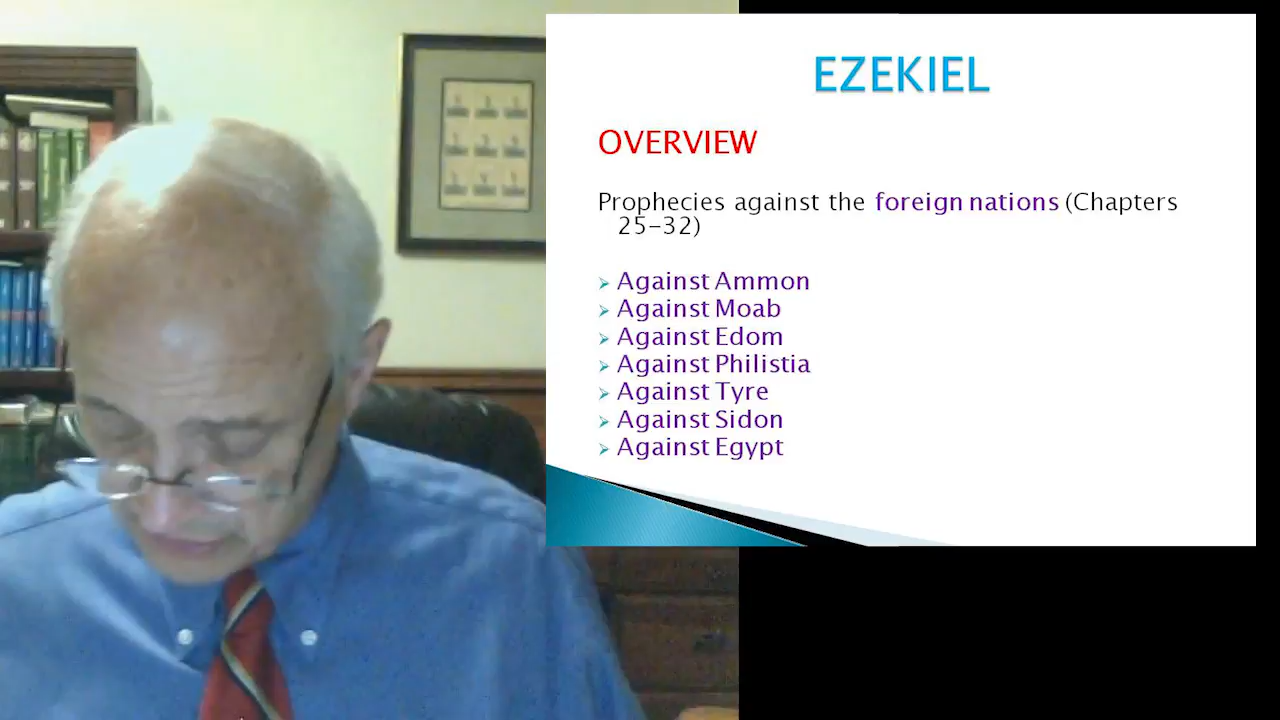 EZEKIEL
OVERVIEW
Prophecies against the foreign nations (Chapters
25-32)
➢ Against Ammon
➢ Against Moab
➢ Against Edom
➢ Against Philistia
➢ Against Tyre
➢ Against Sidon
➢ Against Egypt